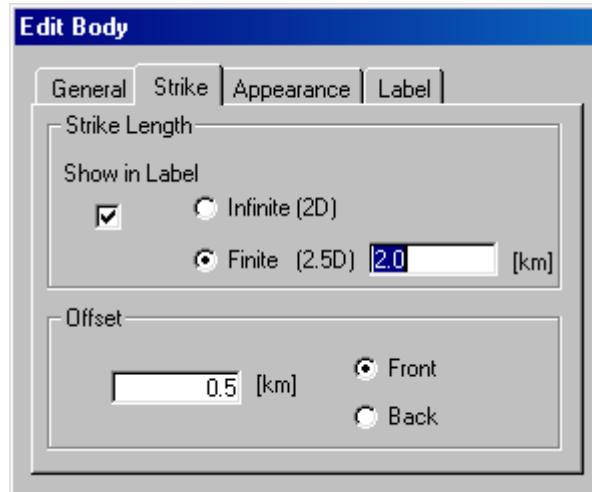 Edit Body
General Strike Appearance Label
Strike Length
Show in Label
Infinite (2D)
Finite (2.5D) 2.0 [km]
Offset
0.5 [km]
Front
Back